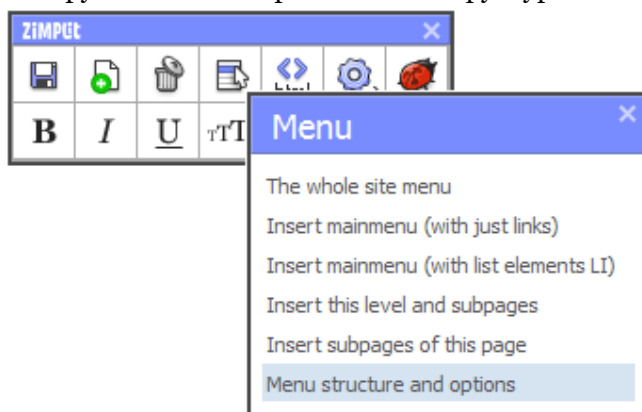 ZiMPLit
B I U TTT
Menu
The whole site menu
Insert mainmenu (with just links)
Insert mainmenu (with list elements LI)
Insert this level and subpages
Insert subpages of this page
Menu structure and options